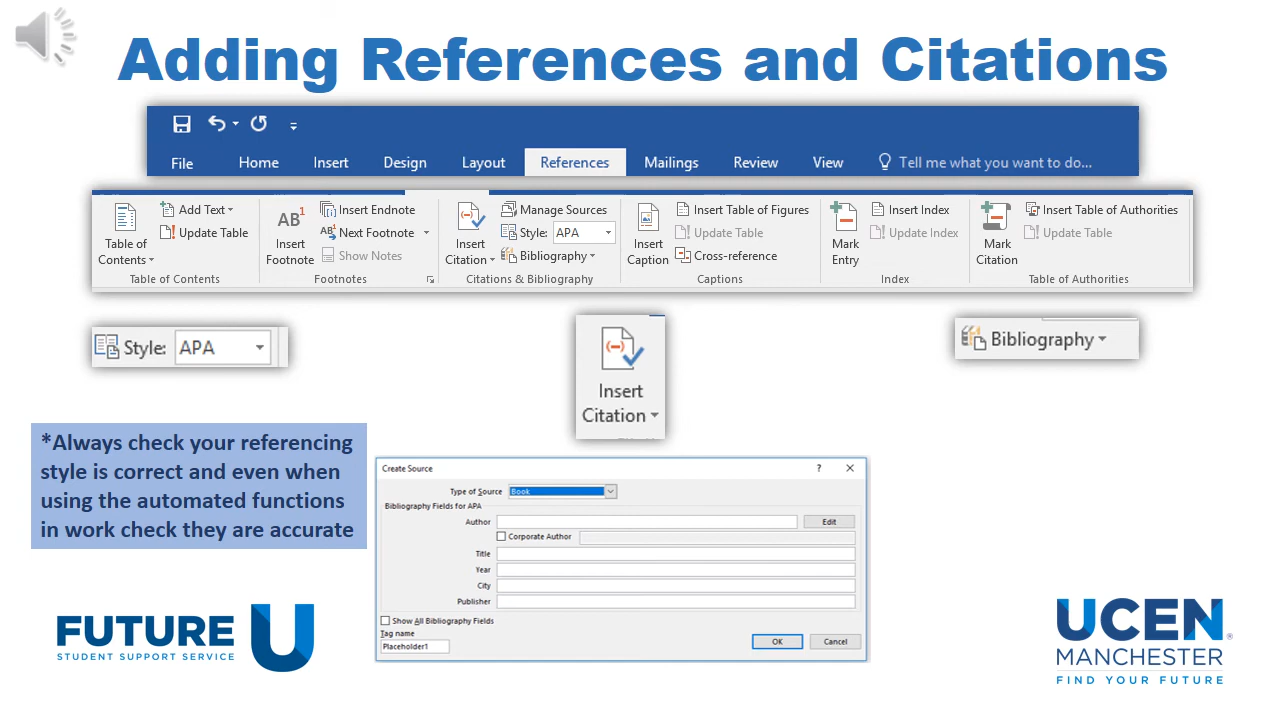 Adding References and Citations
File Home Insert Design Layout References Mailings Review View Tell me what you want to do...
Table of Contents
Add Text
Update Table
Table of Contents
AB1
Insert Footnote
Insert Endnote
AB1 Next Footnote
Show Notes
Footnotes
Insert Citation
Manage Sources
Style: APA
Bibliography
Citations & Bibliography
Insert Caption
Insert Table of Figures
Update Table
Cross-reference
Captions
Mark Entry
Insert Index
Update Index
Index
Mark Citation
Insert Table of Authorities
Update Table
Table of Authorities
Style: APA
Insert
Citation
Bibliography
*Always check your referencing
style is correct and even when
using the automated functions
in work check they are accurate
Create Source ?
Type of Source Book
Bibliography Fields for APA
Author Edit
Corporate Author
Title
Year
City
Publisher
Show All Bibliography Fields
Tag name
Placeholder1
OK Cancel
FUTURE U
STUDENT SUPPORT SERVICE
UCEN®
MANCHESTER
FIND YOUR FUTURE